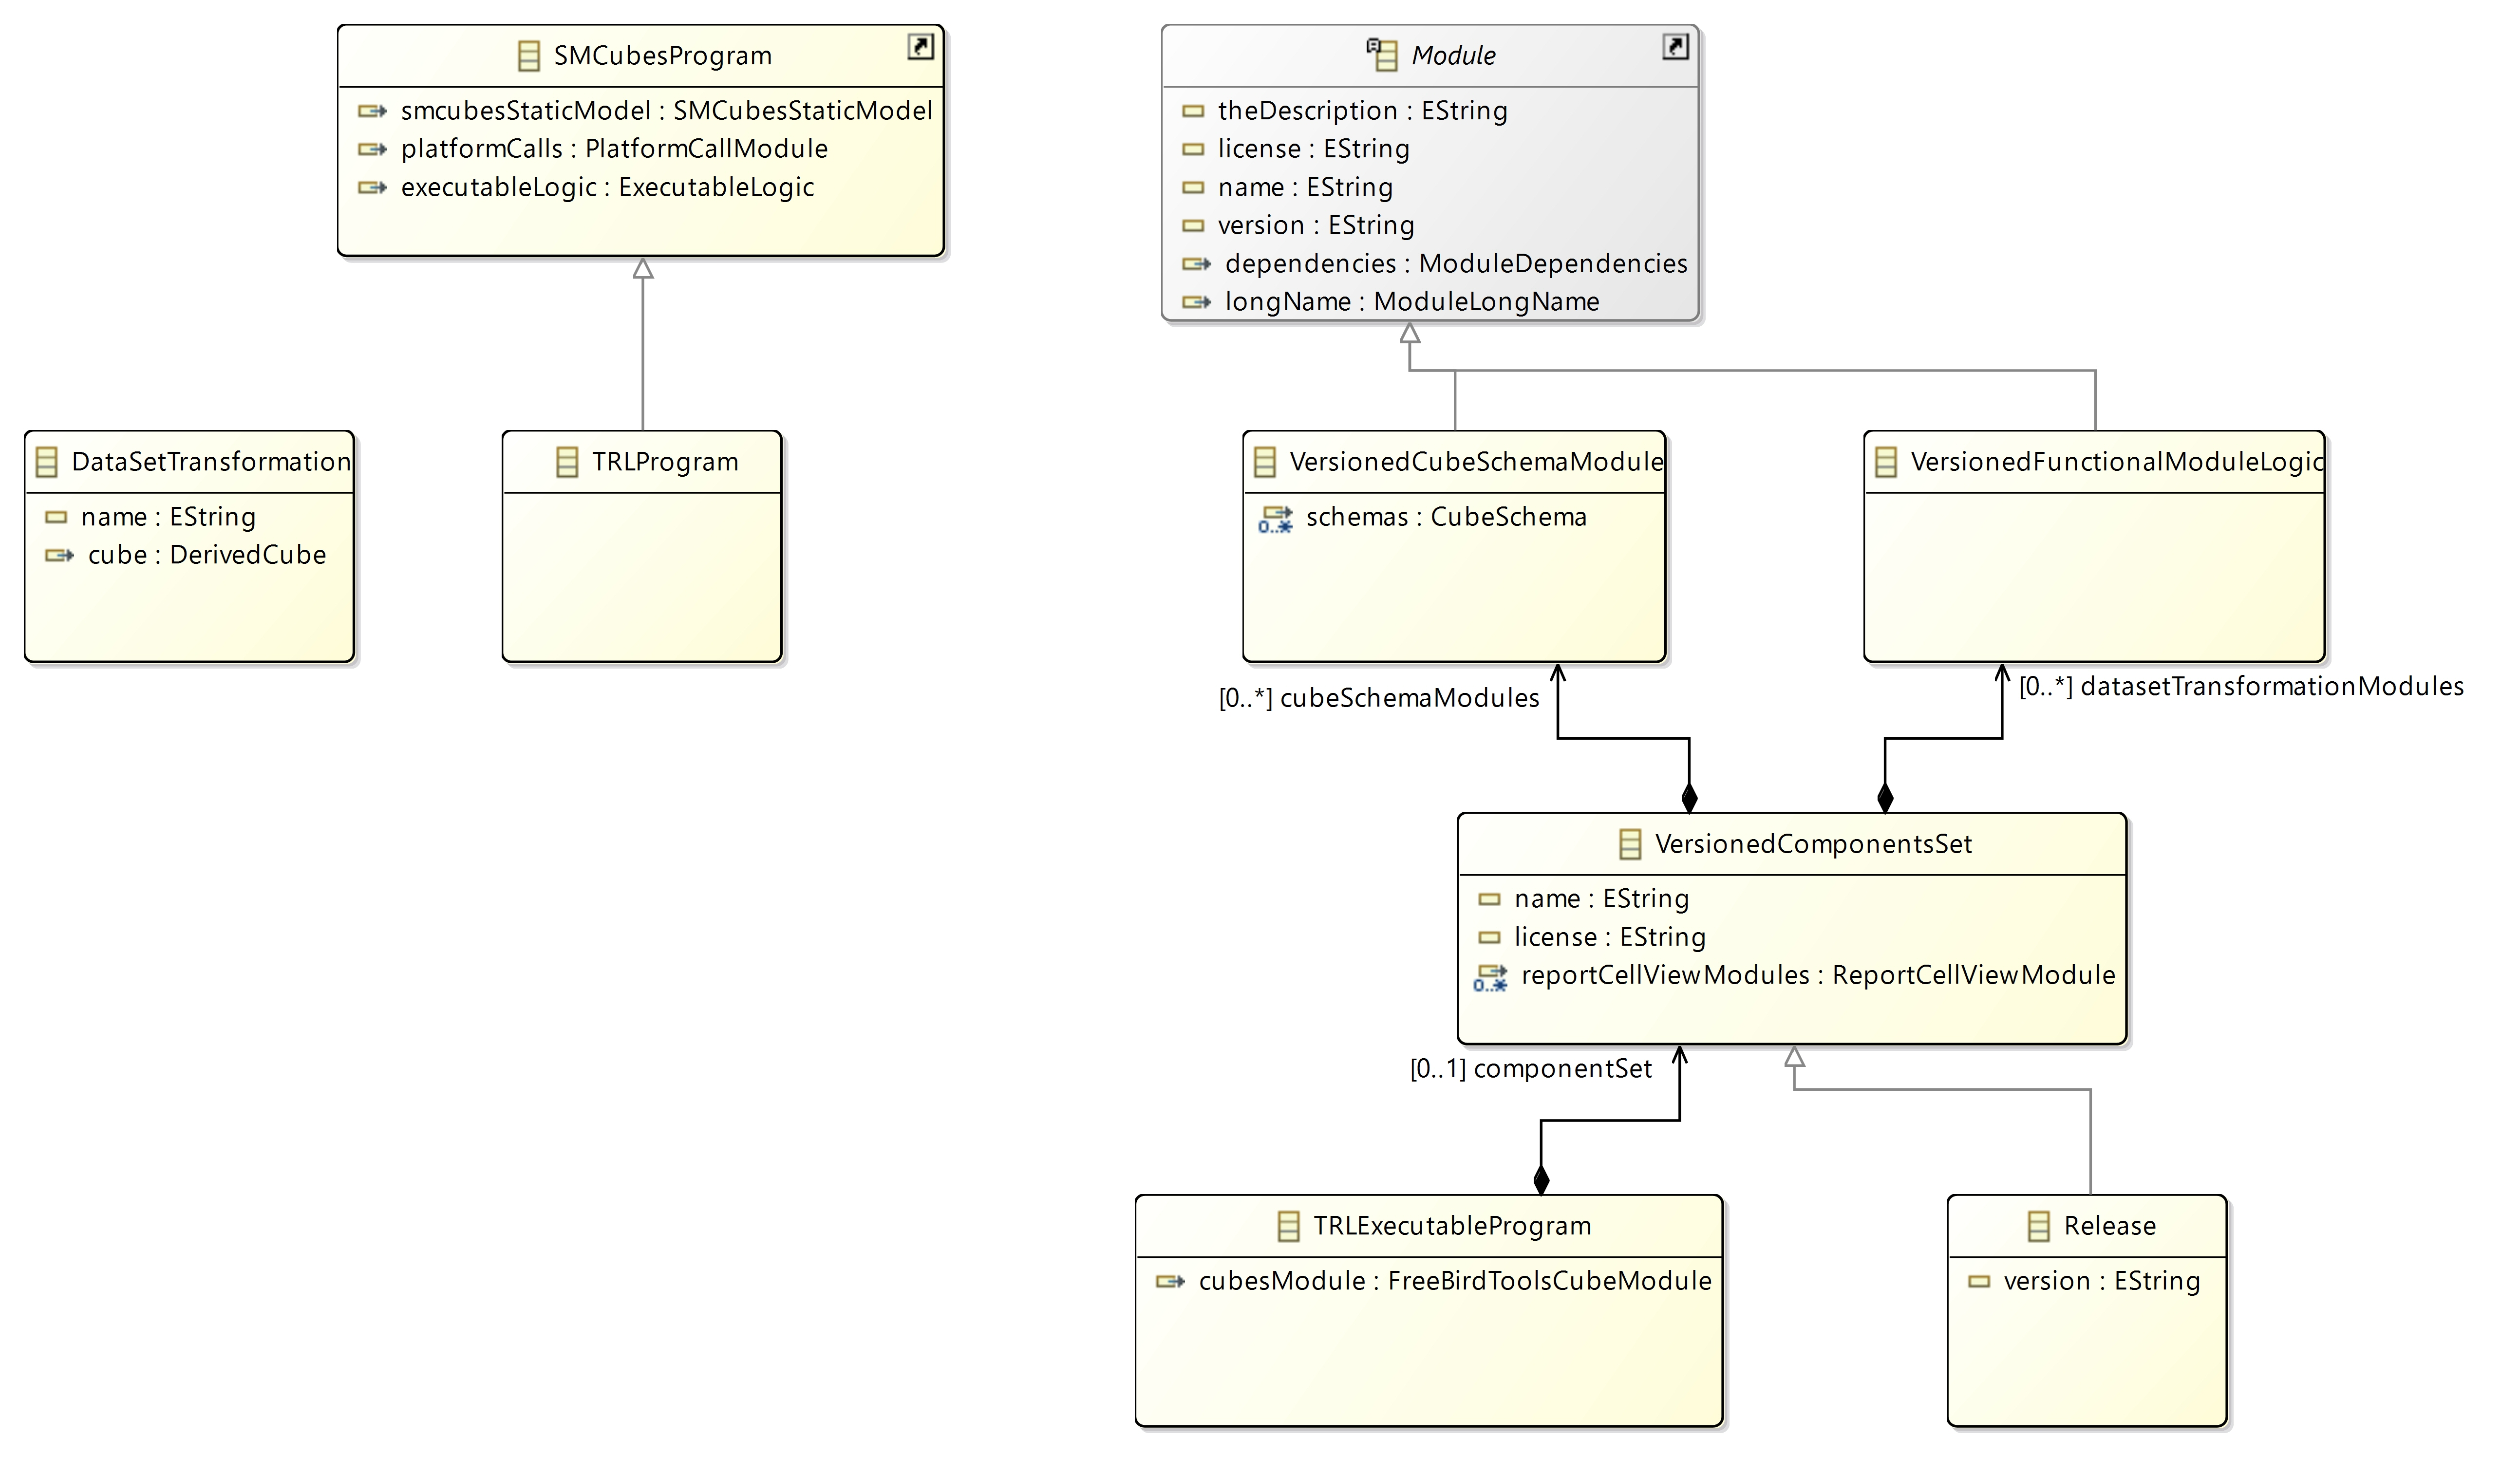 SMCubesProgram
smcubesStaticModel : SMCubesStaticModel
platformCalls : PlatformCallModule
executableLogic : ExecutableLogic
Module
theDescription : EString
license : EString
name : EString
version : EString
dependencies : ModuleDependencies
longName : ModuleLongName
DataSetTransformation
name : EString
cube : DerivedCube
TRLProgram
VersionedCubeSchemaModule
0..*
schemas : CubeSchema
VersionedFunctionalModuleLogic
[0..*] cubeSchemaModules
[0..*] datasetTransformationModules
VersionedComponentsSet
name : EString
license : EString
0..*
reportCellViewModules : ReportCellViewModule
[0..1] componentSet
TRLExecutableProgram
cubesModule : FreeBirdToolsCubeModule
Release
version : EString